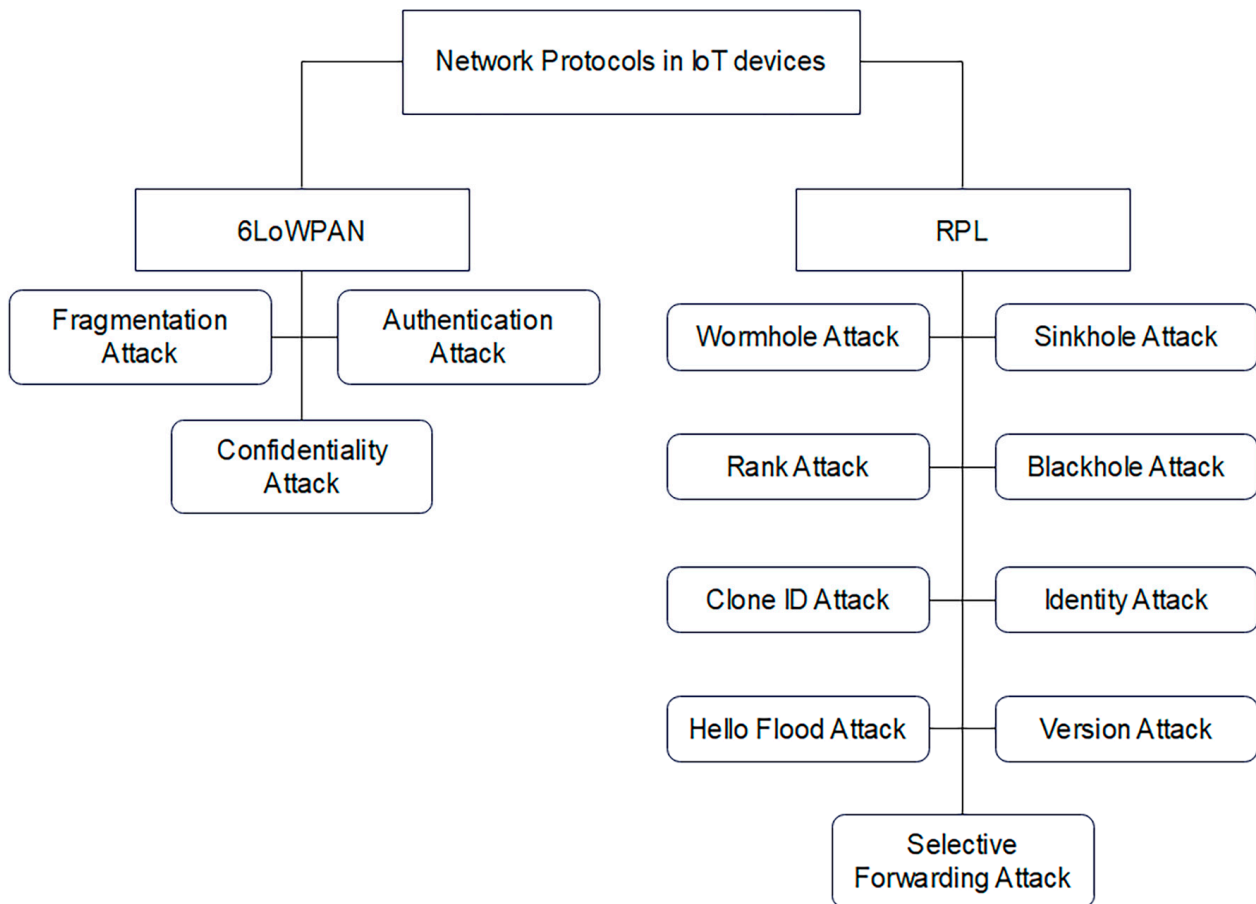 Network Protocols in IoT devices
6LoWPAN
RPL
Fragmentation
Attack
Authentication
Attack
Confidentiality
Attack
Wormhole Attack
Sinkhole Attack
Rank Attack
Blackhole Attack
Clone ID Attack
Identity Attack
Hello Flood Attack
Version Attack
Selective
Forwarding Attack